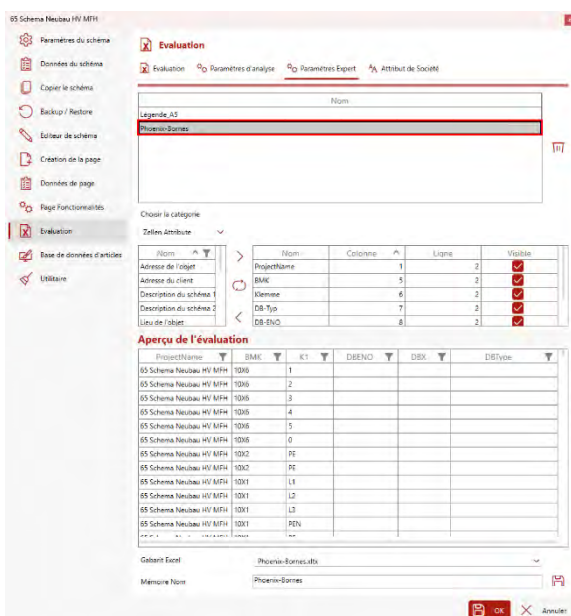 65 Schema Neubau HV MFH
Paramètres du schéma
Données du schéma
Copier le schéma
Backup / Restore
Editeur de schéma
Création de la page
Données de page
Page Fonctionnalités
Evaluation
Base de données d'articles
Utilitaire
Evaluation
Evaluation Paramètres d'analyse Paramètres Expert Attribut de Société
Nom
Légende_A5
Phoenix-Bornes
Choisir la catégorie
Zellen Attribute
Nom
Adresse de l'objet
Adresse du client
Description du schéma 1
Description du schéma 2
Lieu de l'objet
Nom Colonne Ligne Visible
ProjectName 1 2
BMK 5 2
Klemme 6 2
DB-Typ 7 2
DB-ENO 8 2
Aperçu de l'évaluation
ProjectName BMK K1 DBENO DBX DBType
65 Schema Neubau HV MFH 10X6 1
65 Schema Neubau HV MFH 10X6 2
65 Schema Neubau HV MFH 10X6 3
65 Schema Neubau HV MFH 10X6 4
65 Schema Neubau HV MFH 10X6 5
65 Schema Neubau HV MFH 10X6 0
65 Schema Neubau HV MFH 10X2 PE
65 Schema Neubau HV MFH 10X2 PE
65 Schema Neubau HV MFH 10X1 L1
65 Schema Neubau HV MFH 10X1 L2
65 Schema Neubau HV MFH 10X1 L3
65 Schema Neubau HV MFH 10X1 PEN
Gabarit Excel Phoenix-Bornes.xltx
Mémoire Nom Phoenix-Bornes
OK Annuler